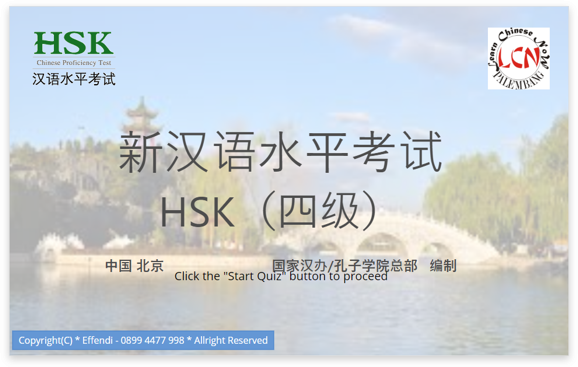 HSK
Chinese Proficiency Test
汉语水平考试
Learn Chinese Now
LCN
PALEMBANG
新汉语水平考试
HSK（四级）
中国 北京 国家汉办/孔子学院总部 编制
Click the "Start Quiz" button to proceed
Copyright(C) * Effendi - 0899 4477 998 * Allright Reserved